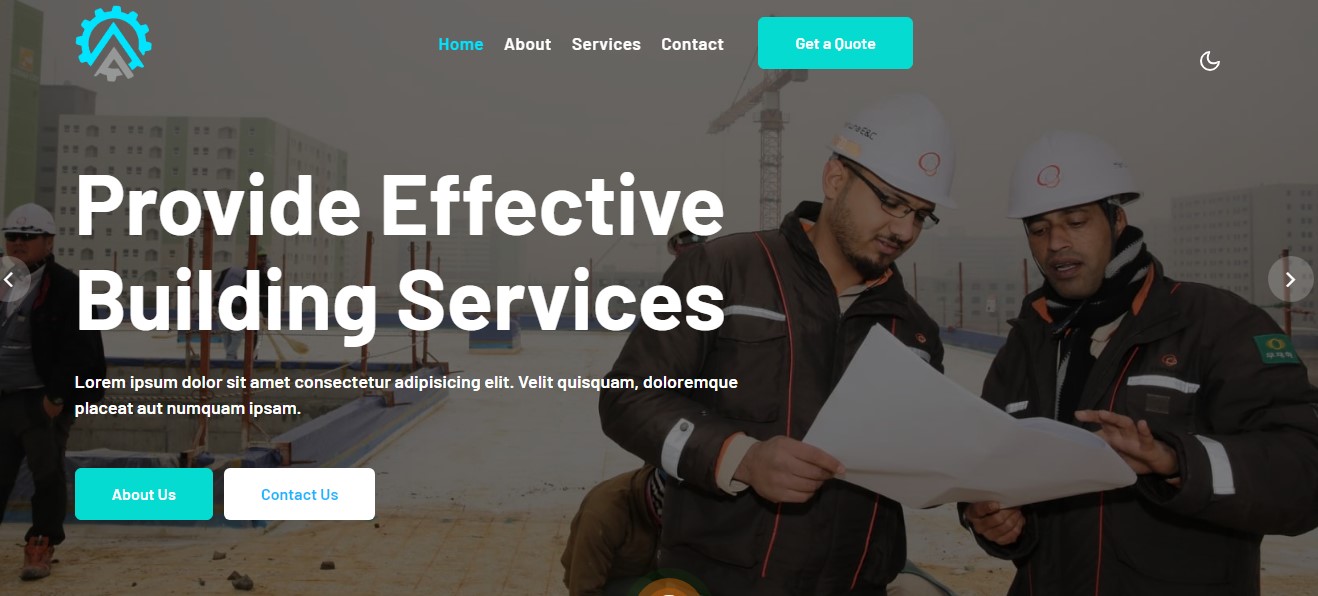 Home About Services Contact Get a Quote
Provide Effective
Building Services
Lorem ipsum dolor sit amet consectetur adipisicing elit. Velit quisquam, doloremque
placeat aut numquam ipsam.
About Us Contact Us